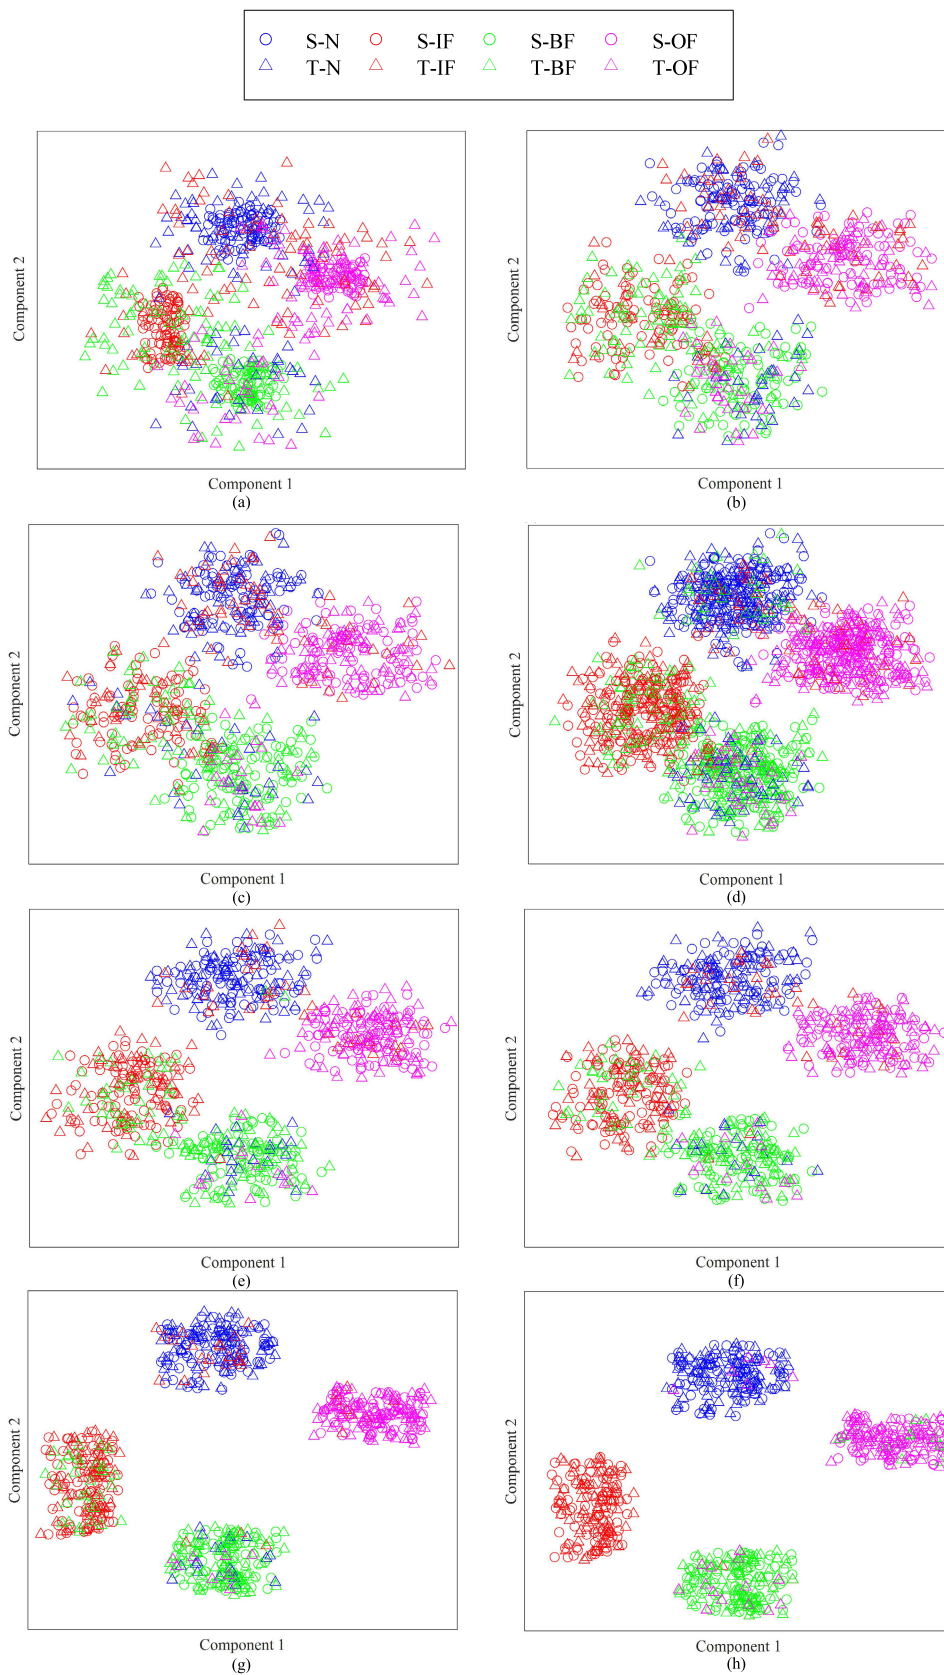 S-N S-IF S-BF S-OF
T-N T-IF T-BF T-OF
Component 2
Component 2
Component 1
Component 1
(a)
(b)
Component 2
Component 2
Component 1
Component 1
(c)
(d)
Component 2
Component 2
Component 1
Component 1
(e)
(f)
Component 2
Component 2
Component 1
Component 1
(g)
(h)